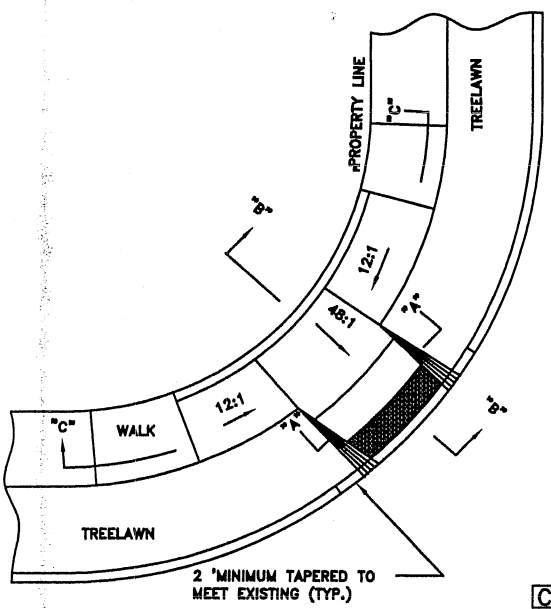 "PROPERTY LINE
TREELAWN
"C"
"B"
12:1
48:1
"A"
12:1
"B"
"C"
WALK
"A"
TREELAWN
2 'MINIMUM TAPERED TO
MEET EXISTING (TYP.)
C